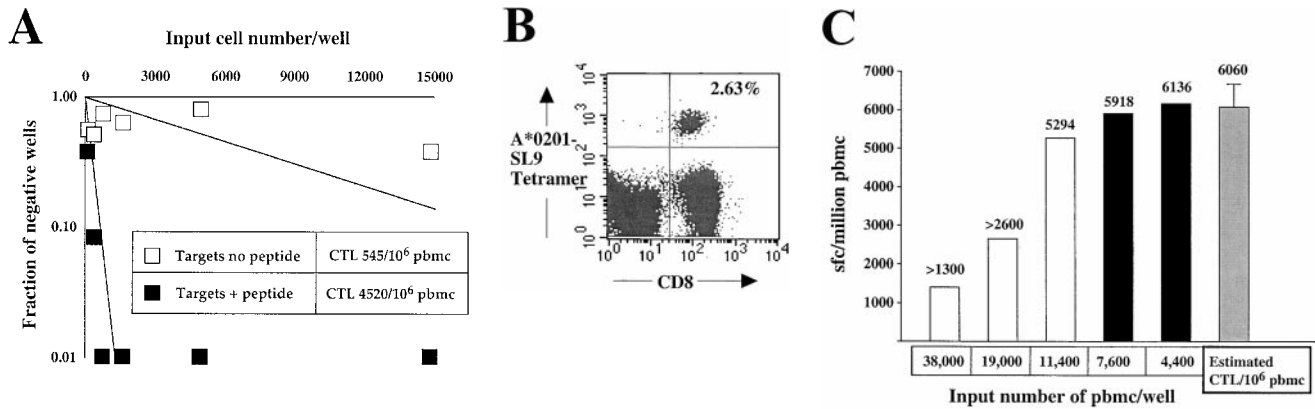 A
Input cell number/well
0 3000 6000 9000 12000 15000
1.00
0.10
0.01
Fraction of negative wells
Targets no peptide CTL 545/10⁶ pbmc
Targets + peptide CTL 4520/10⁶ pbmc
B
2.63%
A*0201-
SL9
Tetramer
10⁴
10³
10²
10¹
10⁰
10⁰ 10¹ 10² 10³ 10⁴
CD8
C
sfc/million pbmc
7000
6000
5000
4000
3000
2000
1000
>1300
>2600
5294
5918
6136
6060
38,000 19,000 11,400 7,600 4,400 Estimated
CTL/10⁶ pbmc
Input number of pbmc/well